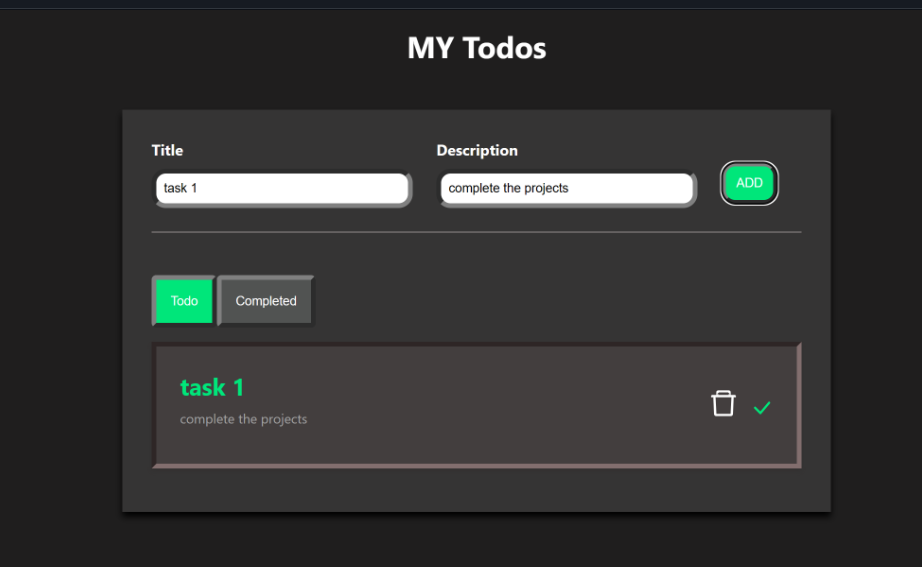 MY Todos
Title
Description
task 1
complete the projects
ADD
Todo
Completed
task 1
complete the projects